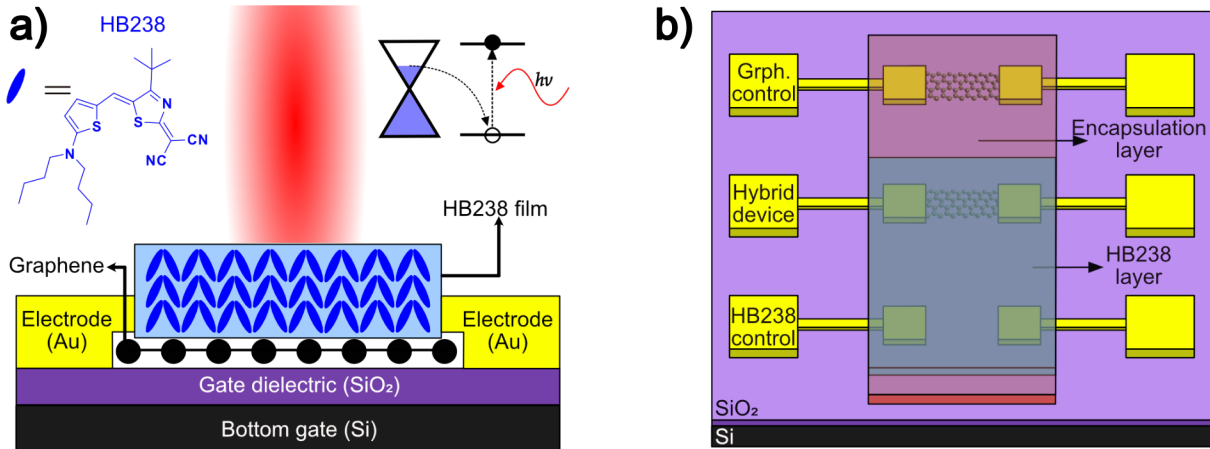 a)
HB238
N
S
S
N
CN
NC
hν
HB238 film
Graphene
Electrode
(Au)
Electrode
(Au)
Gate dielectric (SiO₂)
Bottom gate (Si)
b)
Grph.
control
Encapsulation
layer
Hybrid
device
HB238
layer
HB238
control
SiO₂
Si